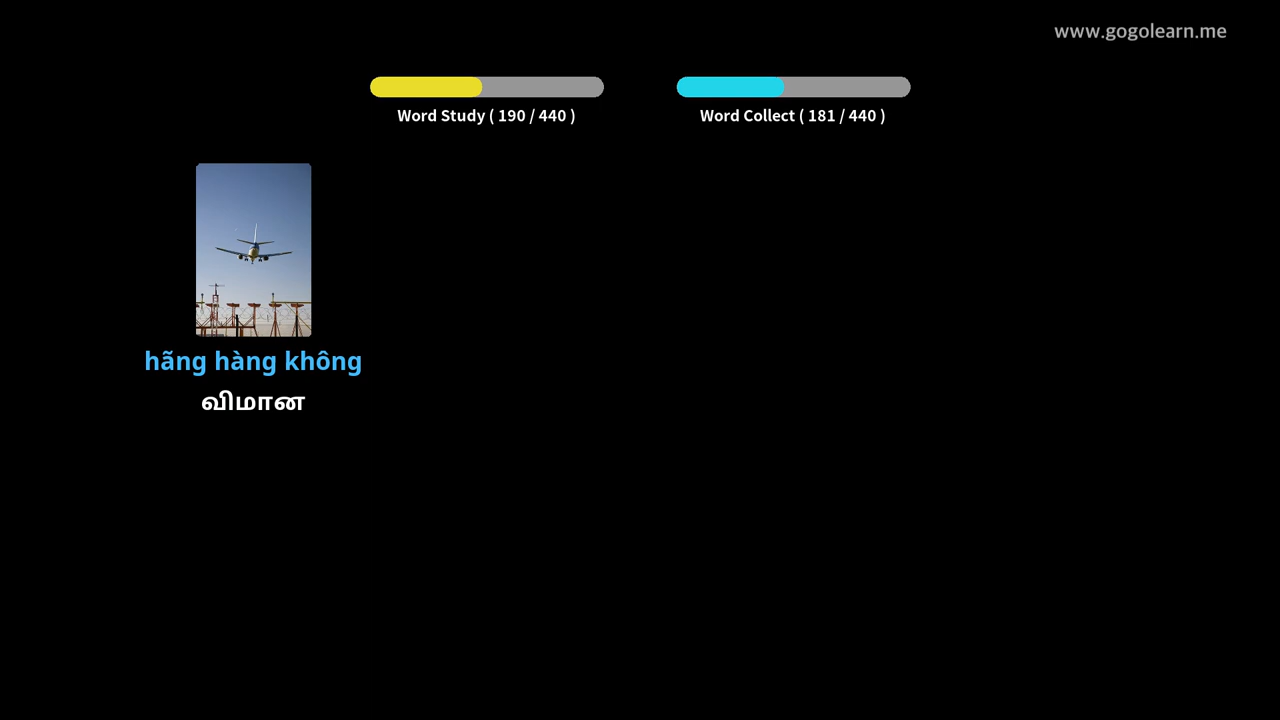 www.gogolearn.me
Word Study ( 190 / 440 )
Word Collect ( 181 / 440 )
hãng hàng không
விமான